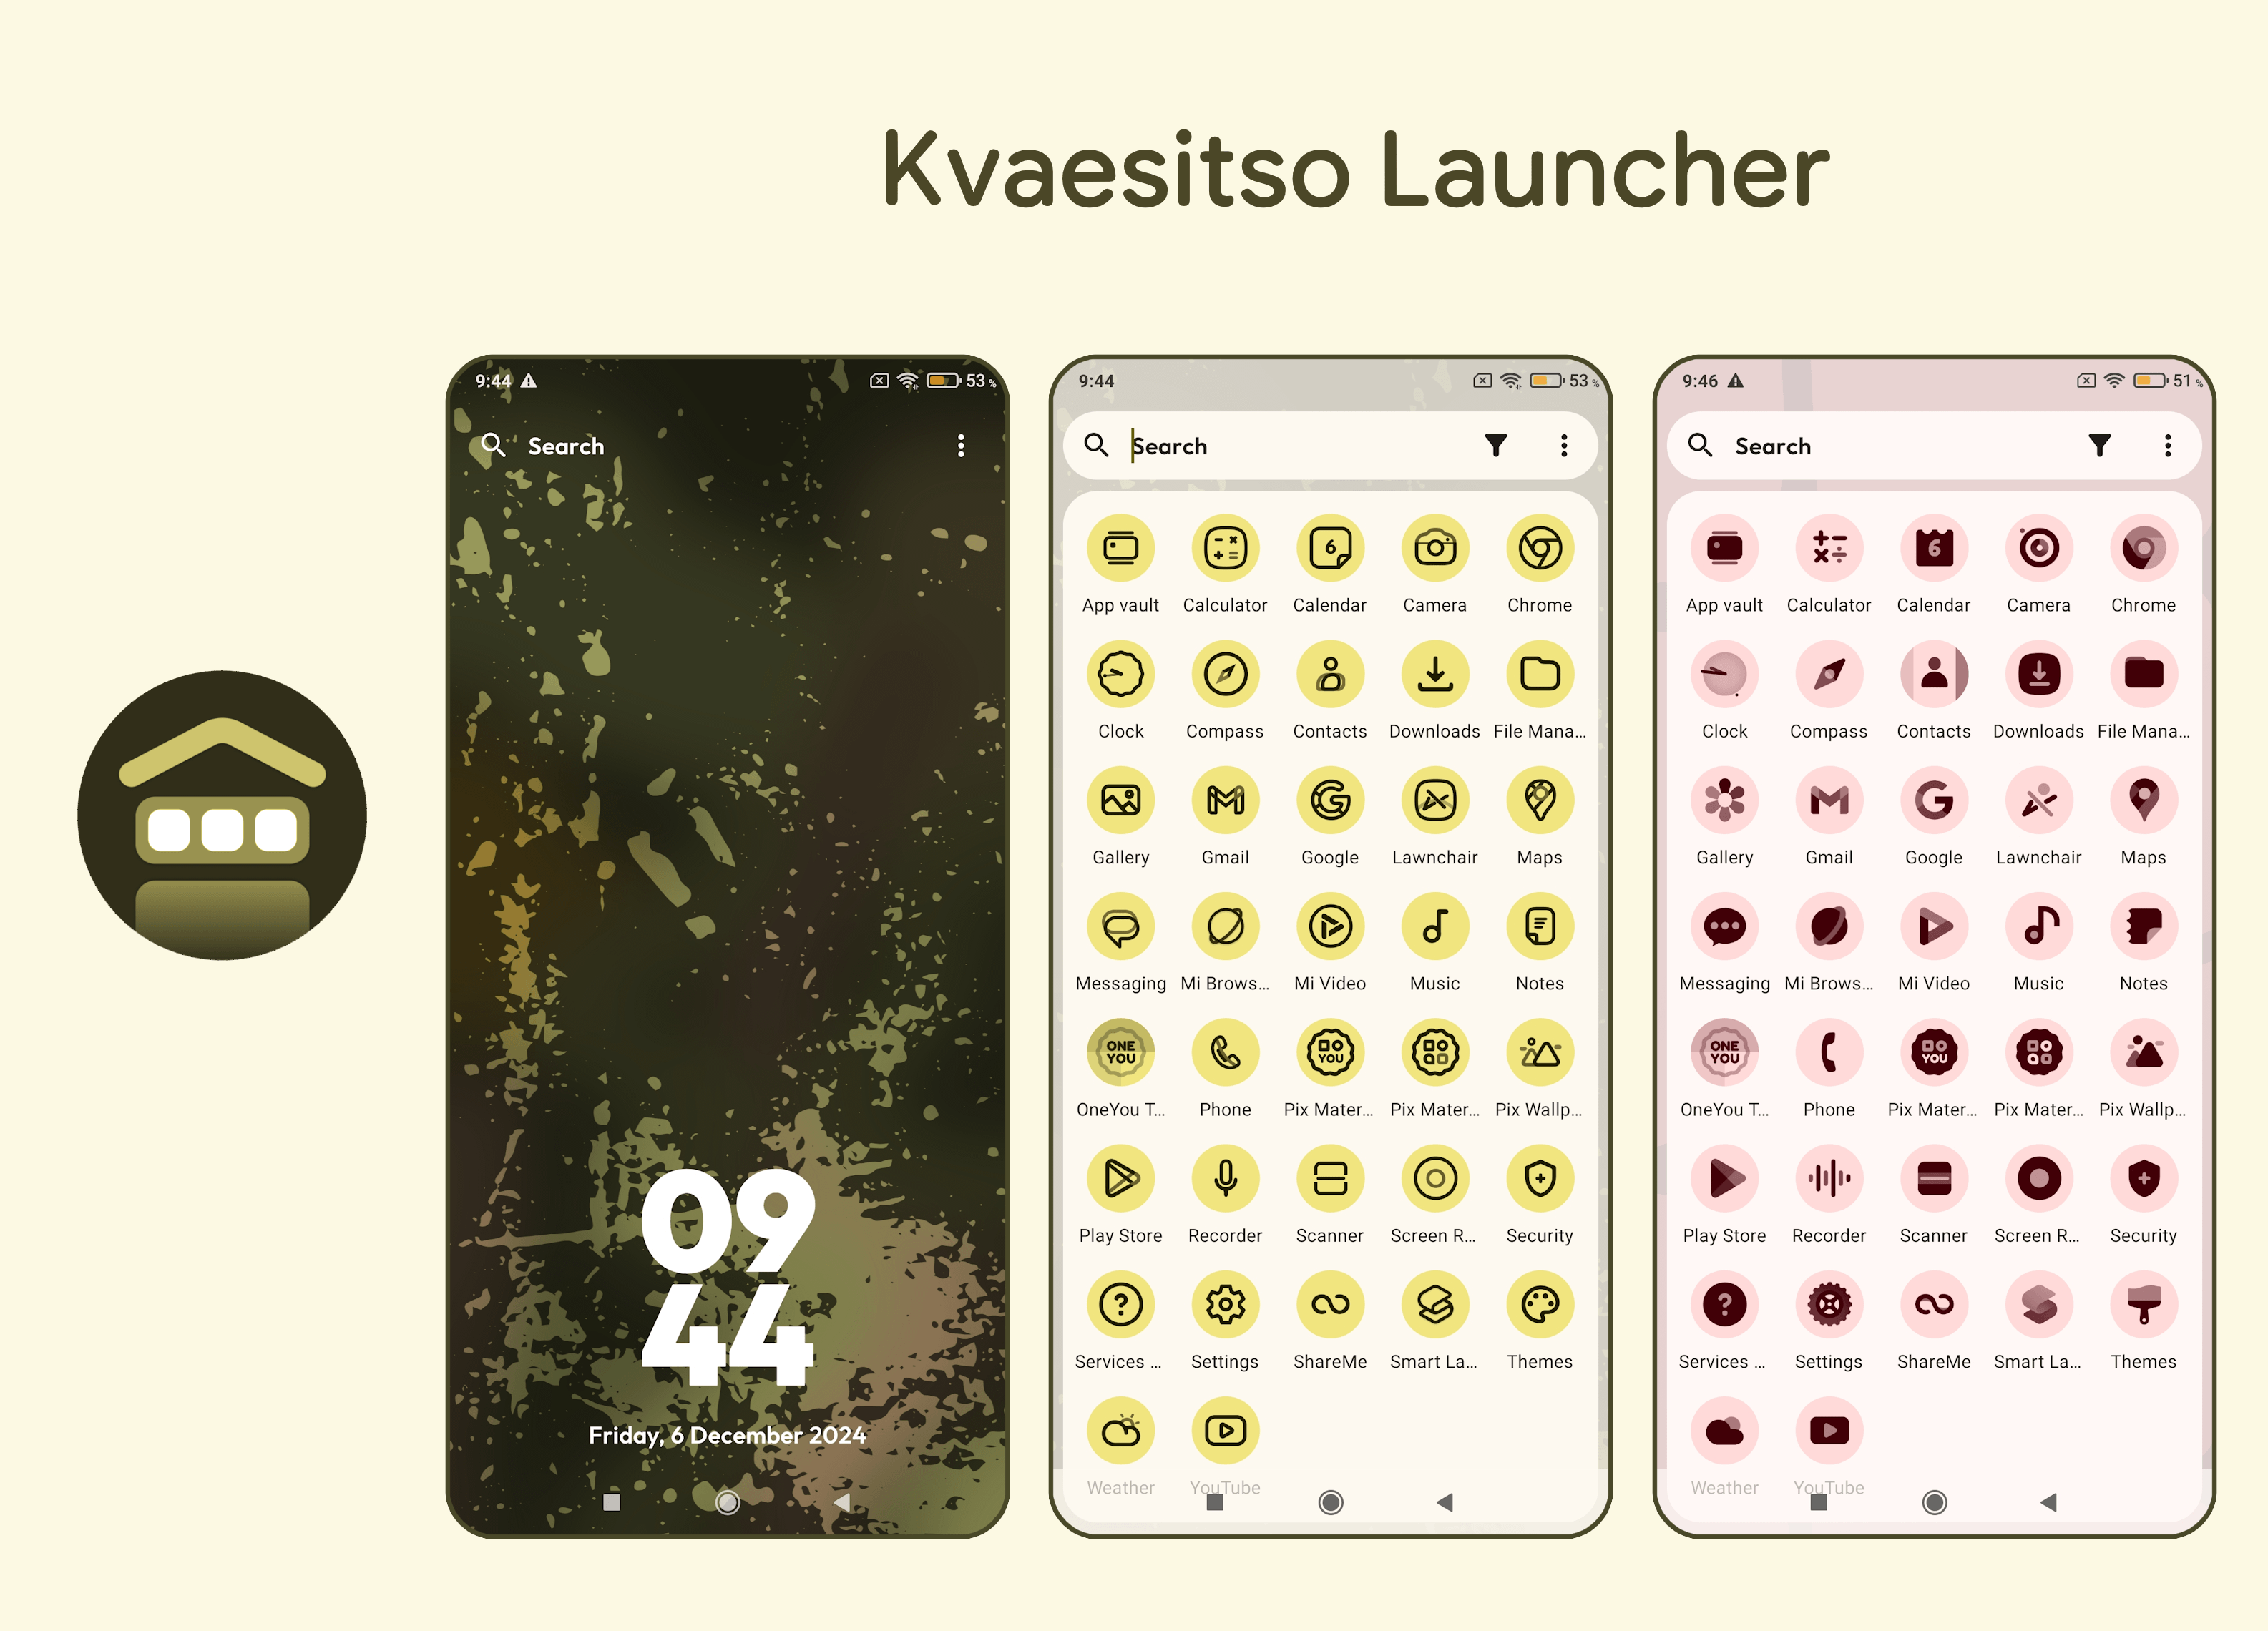 Kvaesitso Launcher
9:44
53 %
Search
09
44
Friday, 6 December 2024
9:44
53 %
Search
6
App vault Calculator Calendar Camera Chrome
Clock Compass Contacts Downloads File Mana...
Gallery Gmail Google Lawnchair Maps
Messaging Mi Brows... Mi Video Music Notes
ONE YOU
YOU
OneYou T... Phone Pix Mater... Pix Mater... Pix Wallp...
Play Store Recorder Scanner Screen R... Security
Services ... Settings ShareMe Smart La... Themes
Weather YouTube
9:46
51 %
Search
6
App vault Calculator Calendar Camera Chrome
Clock Compass Contacts Downloads File Mana...
Gallery Gmail Google Lawnchair Maps
Messaging Mi Brows... Mi Video Music Notes
ONE YOU
YOU
OneYou T... Phone Pix Mater... Pix Mater... Pix Wallp...
Play Store Recorder Scanner Screen R... Security
Services ... Settings ShareMe Smart La... Themes
Weather YouTube